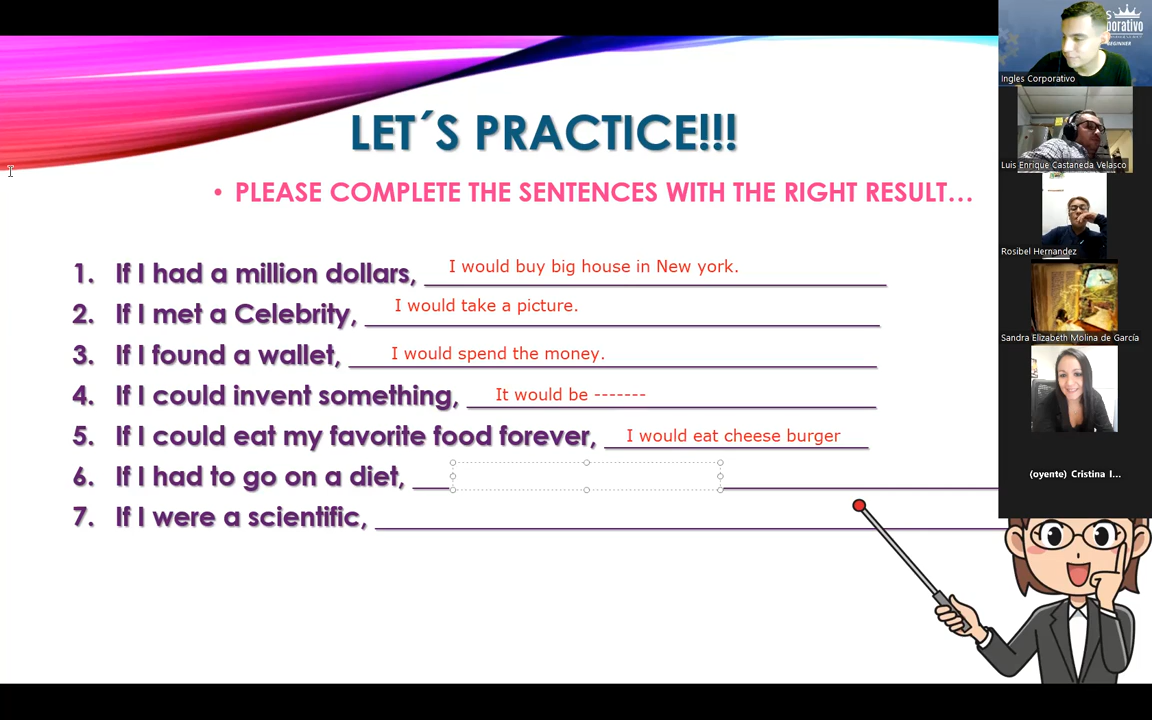 LET´S PRACTICE!!!
• PLEASE COMPLETE THE SENTENCES WITH THE RIGHT RESULT...
1. If I had a million dollars, I would buy big house in New york.
2. If I met a Celebrity, I would take a picture.
3. If I found a wallet, I would spend the money.
4. If I could invent something, It would be -------
5. If I could eat my favorite food forever, I would eat cheese burger
6. If I had to go on a diet,
7. If I were a scientific,
S
porativo
BEGINNER
Ingles Corporativo
Luis Enrique Castaneda Velasco
Rosibel Hernandez
Sandra Elizabeth Molina de García
(oyente) Cristina I...